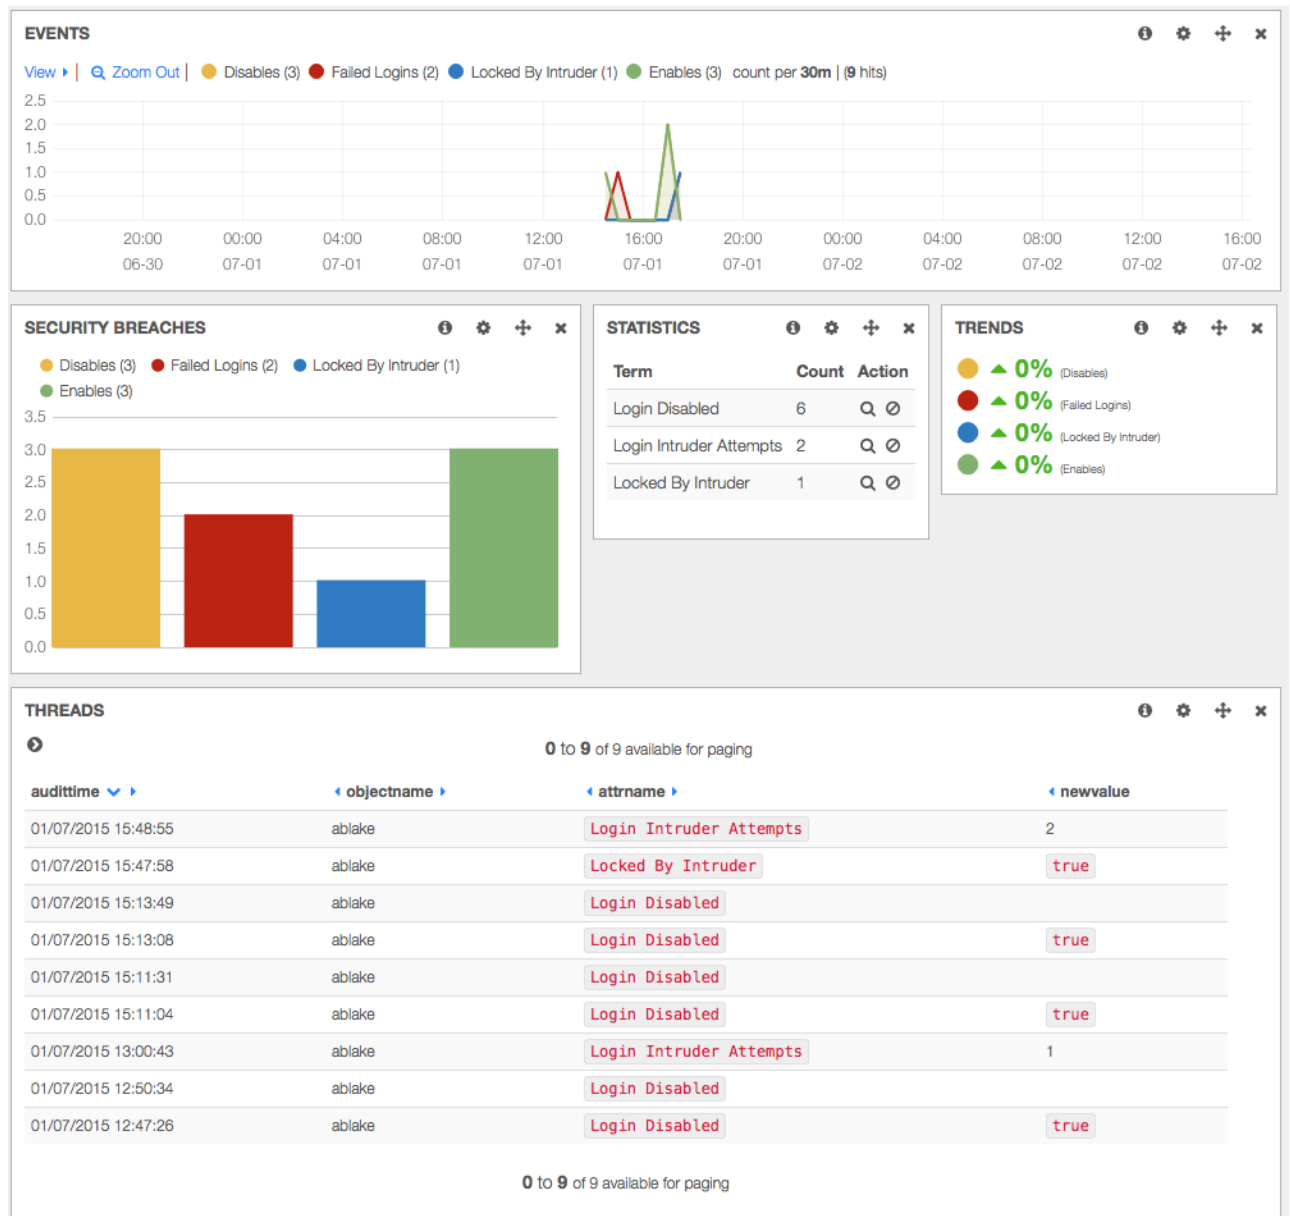 EVENTS
View | Zoom Out | Disables (3) Failed Logins (2) Locked By Intruder (1) Enables (3) count per 30m | (9 hits)
2.5
2.0
1.5
1.0
0.5
0.0
20:00 00:00 04:00 08:00 12:00 16:00 20:00 00:00 04:00 08:00 12:00 16:00
06-30 07-01 07-01 07-01 07-01 07-01 07-01 07-02 07-02 07-02 07-02 07-02
SECURITY BREACHES
Disables (3) Failed Logins (2) Locked By Intruder (1)
Enables (3)
3.5
3.0
2.5
2.0
1.5
1.0
0.5
0.0
STATISTICS
Term Count Action
Login Disabled 6
Login Intruder Attempts 2
Locked By Intruder 1
TRENDS
0% (Disables)
0% (Failed Logins)
0% (Locked By Intruder)
0% (Enables)
THREADS
0 to 9 of 9 available for paging
audittime objectname attrname newvalue
01/07/2015 15:48:55 ablake Login Intruder Attempts 2
01/07/2015 15:47:58 ablake Locked By Intruder true
01/07/2015 15:13:49 ablake Login Disabled
01/07/2015 15:13:08 ablake Login Disabled true
01/07/2015 15:11:31 ablake Login Disabled
01/07/2015 15:11:04 ablake Login Disabled true
01/07/2015 13:00:43 ablake Login Intruder Attempts 1
01/07/2015 12:50:34 ablake Login Disabled
01/07/2015 12:47:26 ablake Login Disabled true
0 to 9 of 9 available for paging